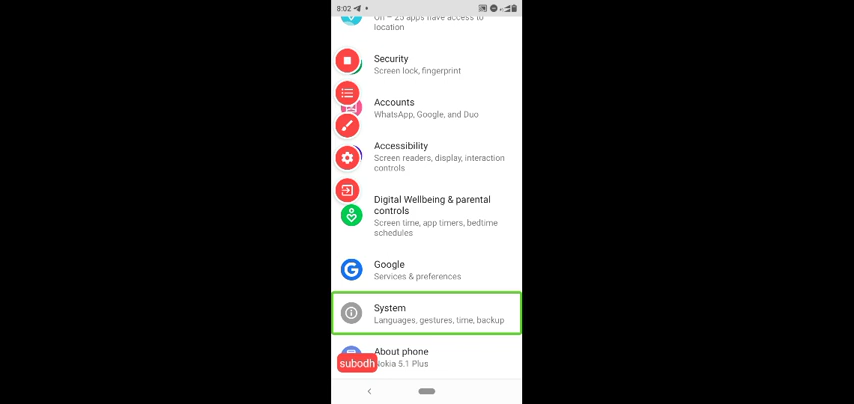 8:02
On – 25 apps have access to
location
Security
Screen lock, fingerprint
Accounts
WhatsApp, Google, and Duo
Accessibility
Screen readers, display, interaction
controls
Digital Wellbeing & parental
controls
Screen time, app timers, bedtime
schedules
Google
Services & preferences
System
Languages, gestures, time, backup
About phone
Nokia 5.1 Plus
subodh